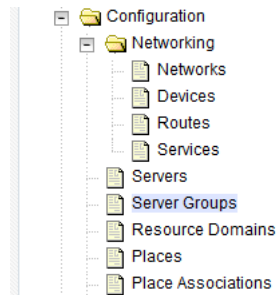 Configuration
Networking
Networks
Devices
Routes
Services
Servers
Server Groups
Resource Domains
Places
Place Associations